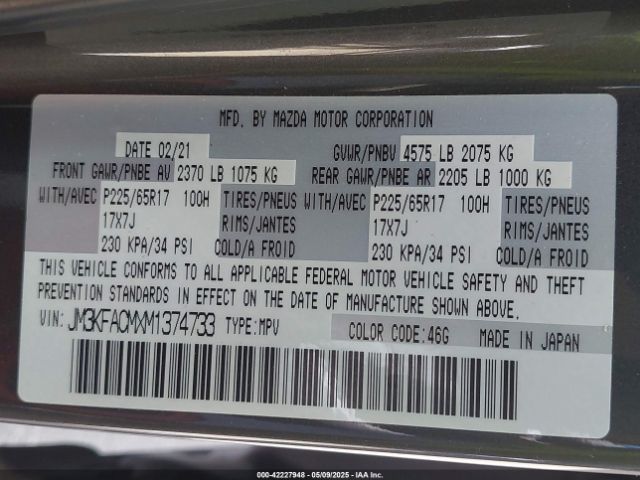 MFD. BY MAZDA MOTOR CORPORATION
DATE 02/21 GVWR/PNBV 4575 LB 2075 KG
FRONT GAWR/PNBE AV 2370 LB 1075 KG REAR GAWR/PNBE AR 2205 LB 1000 KG
WITH/AVEC P225/65R17 100H TIRES/PNEUS WITH/AVEC P225/65R17 100H TIRES/PNEUS
17X7J RIMS/JANTES 17X7J RIMS/JANTES
230 KPA/34 PSI COLD/A FROID 230 KPA/34 PSI COLD/A FROID
THIS VEHICLE CONFORMS TO ALL APPLICABLE FEDERAL MOTOR VEHICLE SAFETY AND THEFT
PREVENTION STANDARDS IN EFFECT ON THE DATE OF MANUFACTURE SHOWN ABOVE.
VIN: JM3KFACMXM1374733 TYPE:MPV COLOR CODE:46G MADE IN JAPAN
000-42227948 - 05/09/2025 - IAA Inc.